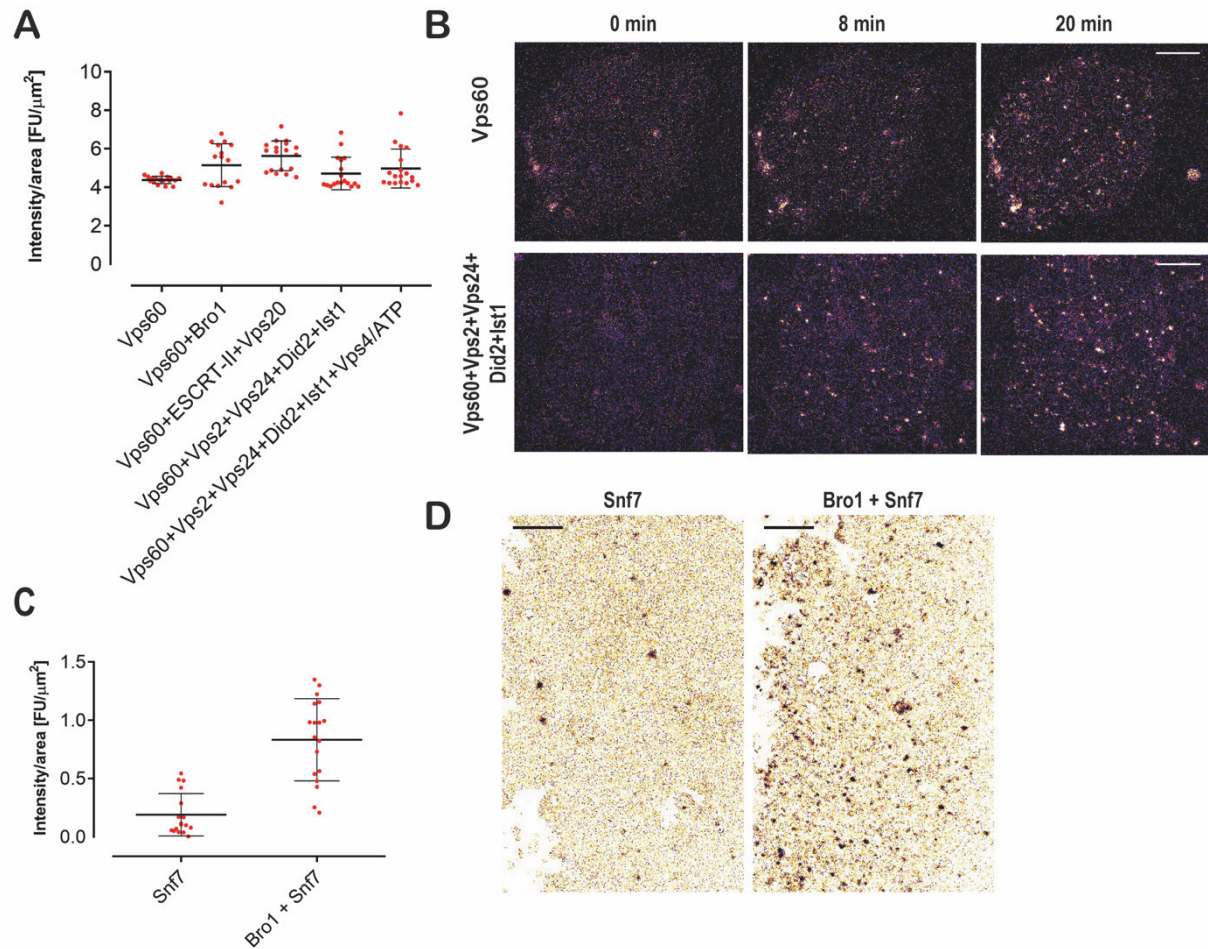 A
Intensity/area [FU/µm²]
10
8
6
4
2
0
Vps60
Vps60+Bro1
Vps60+ESCRT-II+Vps20
Vps60+Vps2+Vps24+Did2+Ist1
Vps60+Vps2+Vps24+Did2+Ist1+Vps4/ATP
B
0 min
8 min
20 min
Vps60
Vps60+Vps2+Vps24+
Did2+Ist1
C
Intensity/area [FU/µm²]
1.5
1.0
0.5
0.0
Snf7
Bro1 + Snf7
D
Snf7
Bro1 + Snf7